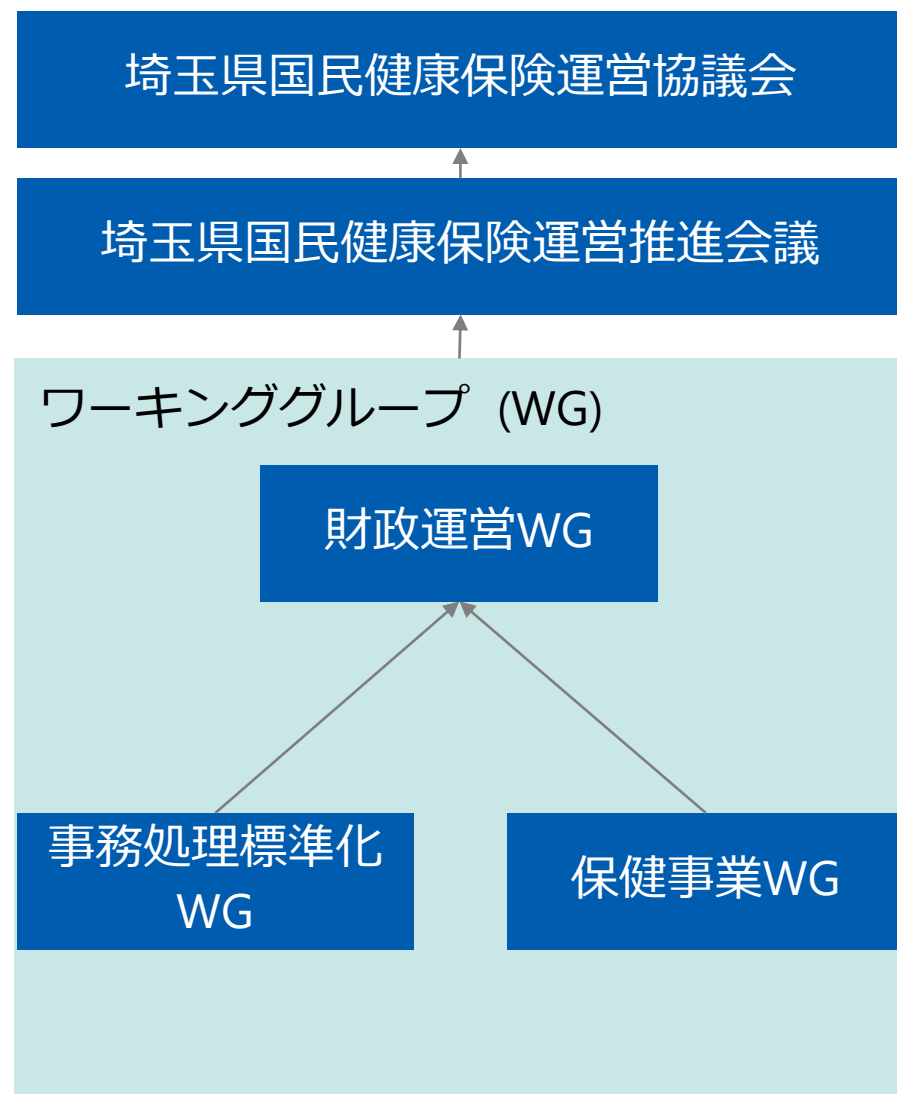 埼玉県国民健康保険運営協議会
埼玉県国民健康保険運営推進会議
ワーキンググループ (WG)
財政運営WG
事務処理標準化
WG
保健事業WG